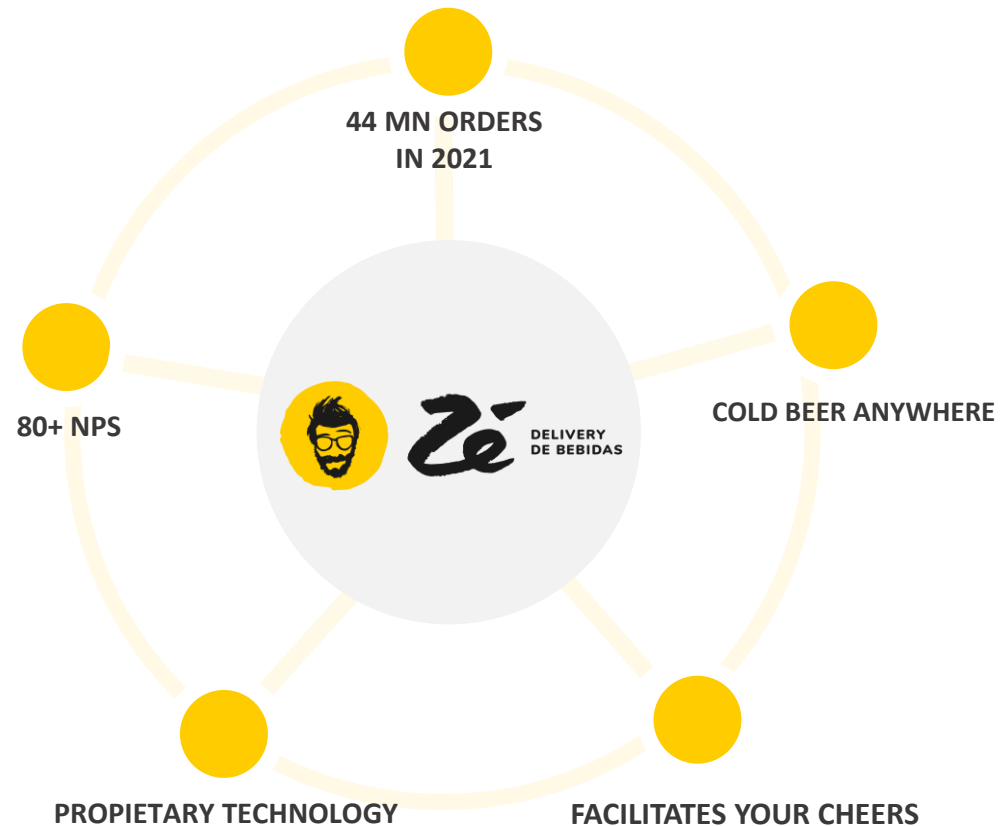 44 MN ORDERS
IN 2021
COLD BEER ANYWHERE
80+ NPS
Zé
DELIVERY
DE BEBIDAS
PROPIETARY TECHNOLOGY
FACILITATES YOUR CHEERS